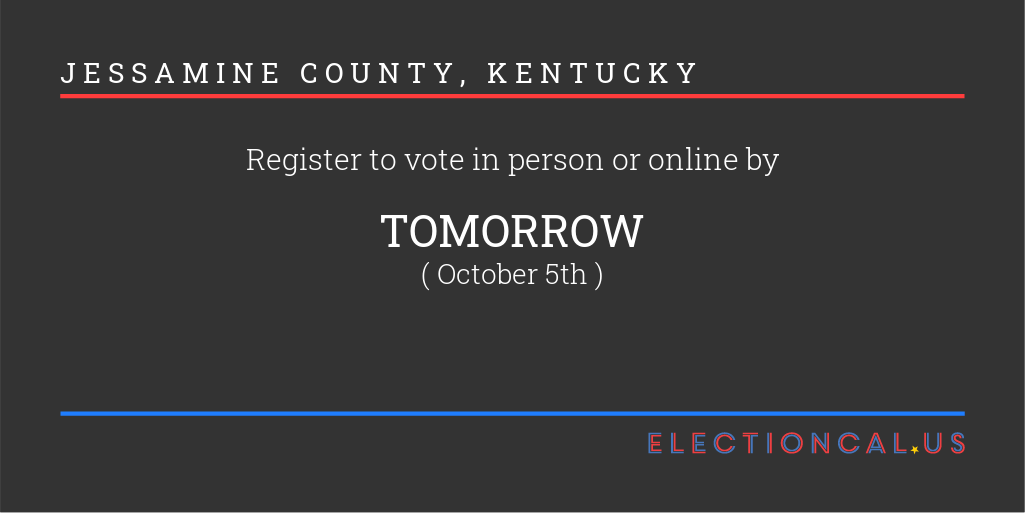 JESSAMINE COUNTY, KENTUCKY
Register to vote in person or online by
TOMORROW
( October 5th )
ELECTIONCAL.US